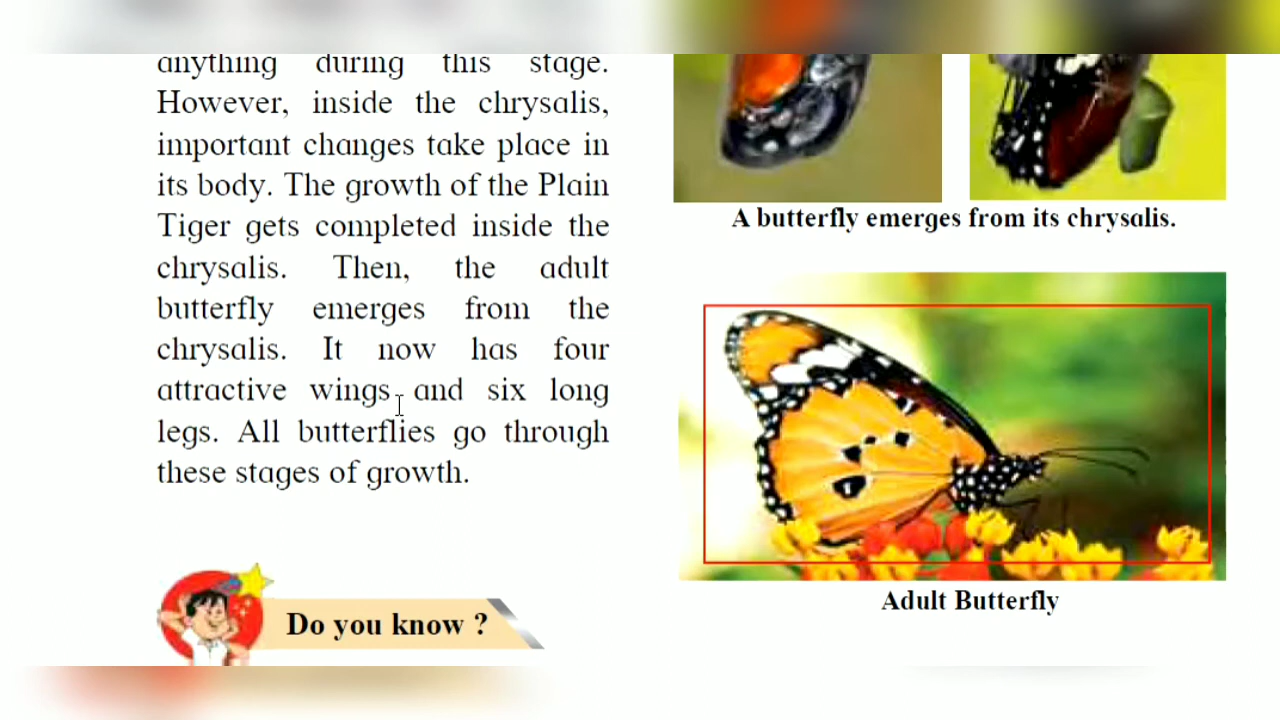 anything during this stage.
However, inside the chrysalis,
important changes take place in
its body. The growth of the Plain
Tiger gets completed inside the
chrysalis. Then, the adult
butterfly emerges from the
chrysalis. It now has four
attractive wings and six long
legs. All butterflies go through
these stages of growth.
Do you know ?
A butterfly emerges from its chrysalis.
Adult Butterfly